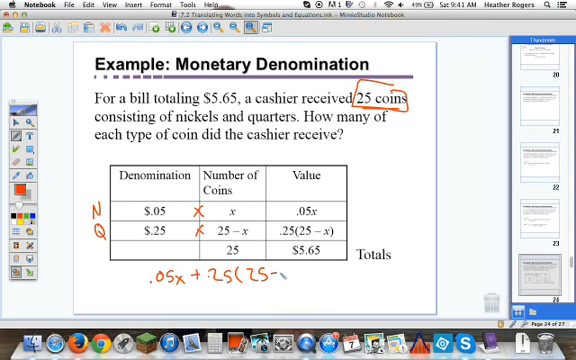 Notebook File Edit View Insert Format Tools Help
49% Sat 9:41 AM Heather Rogers
7.2 Translating Words into Symbols and Equations.ink - MimioStudio Notebook
Example: Monetary Denomination
For a bill totaling $5.65, a cashier received 25 coins
consisting of nickels and quarters. How many of
each type of coin did the cashier receive?
Denomination Number of Coins Value
N $.05 x x .05x
Q $.25 x 25 – x .25(25 – x)
25 $5.65 Totals
.05x + .25(25-
20
21
22
23
24
Page 24 of 27